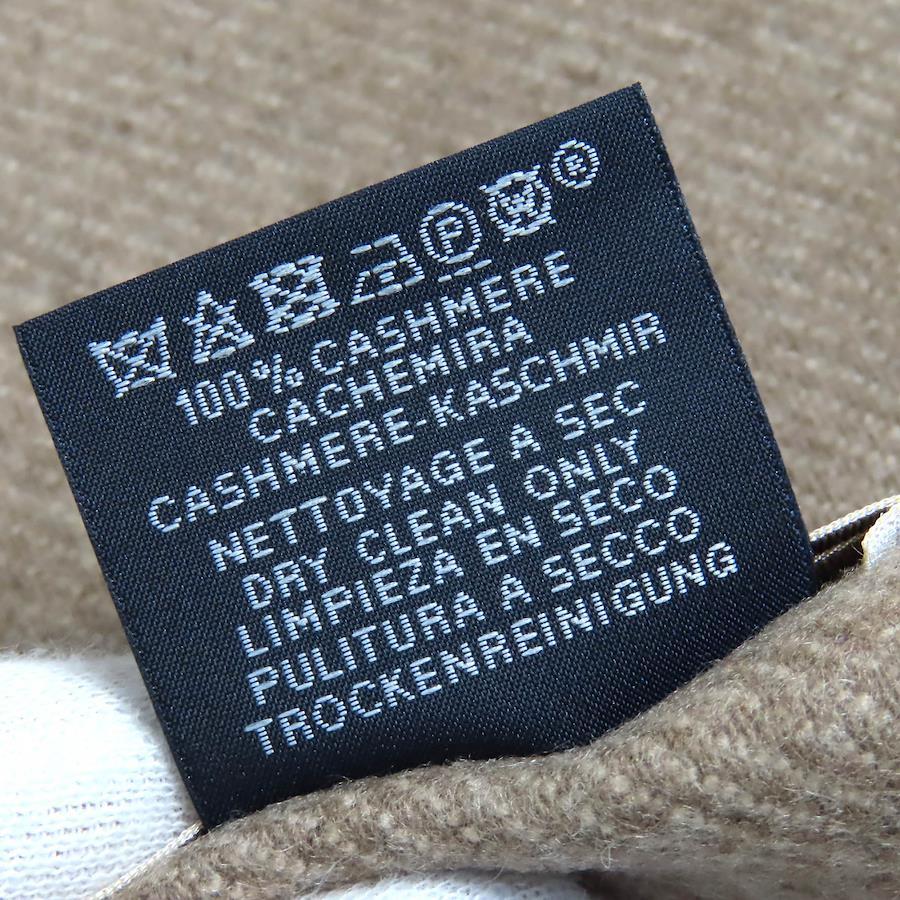 P W ®
100% CASHMERE
CACHEMIRA
CASHMERE-KASCHMIR
NETTOYAGE A SEC
DRY CLEAN ONLY
LIMPIEZA EN SECO
PULITURA A SECCO
TROCKENREINIGUNG